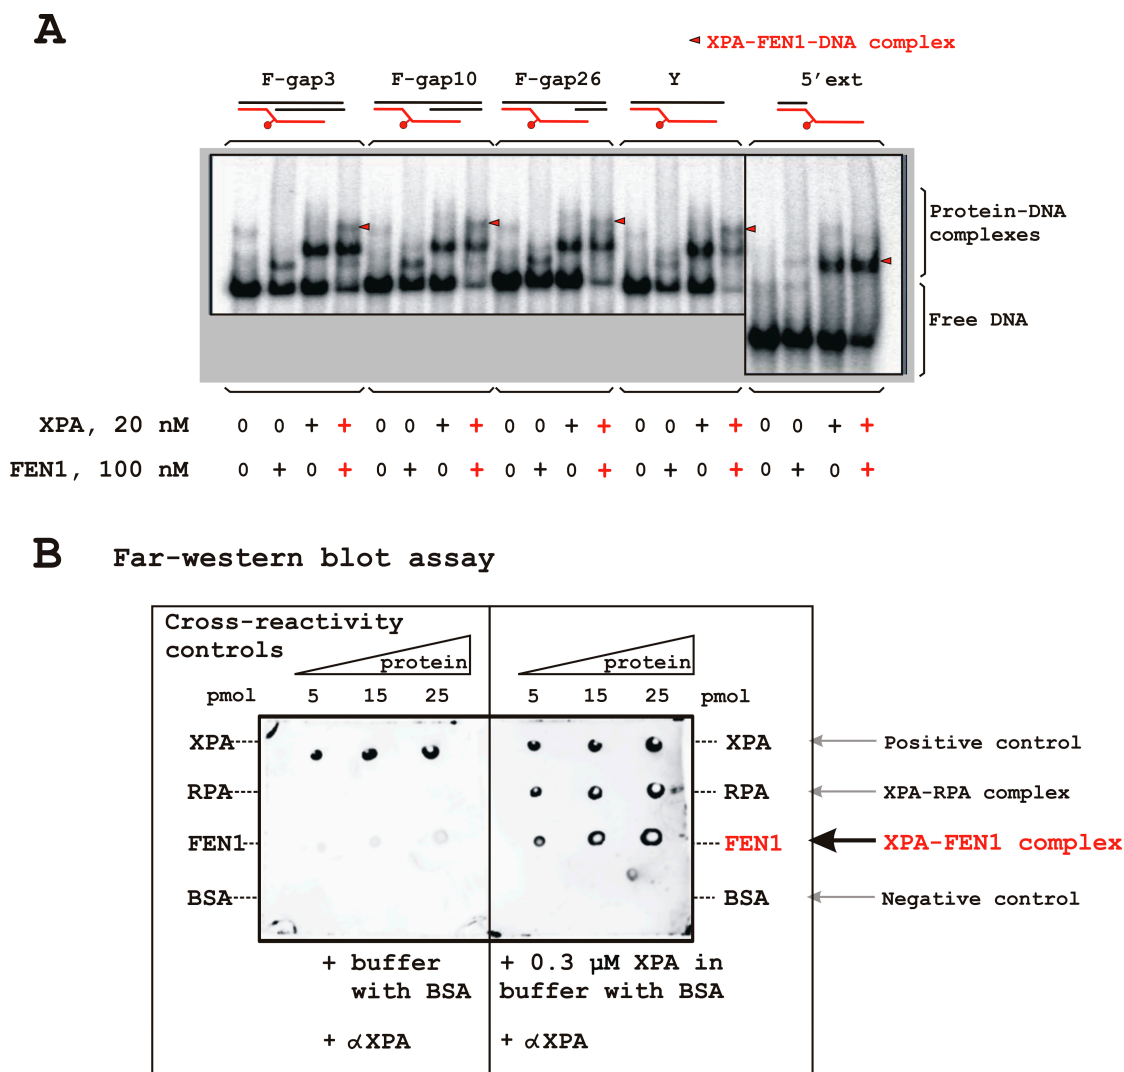 A
XPA-FEN1-DNA complex
F-gap3 F-gap10 F-gap26 Y 5’ext
Protein-DNA
complexes
Free DNA
XPA, 20 nM 0 0 + + 0 0 + + 0 0 + + 0 0 + + 0 0 + +
FEN1, 100 nM 0 + 0 + 0 + 0 + 0 + 0 + 0 + 0 + 0 + 0 +
B Far-western blot assay
Cross-reactivity
controls
protein protein
pmol 5 15 25 5 15 25 pmol
XPA XPA Positive control
RPA RPA XPA-RPA complex
FEN1 FEN1 XPA-FEN1 complex
BSA BSA Negative control
+ buffer + 0.3 µM XPA in
with BSA buffer with BSA
+ αXPA + αXPA